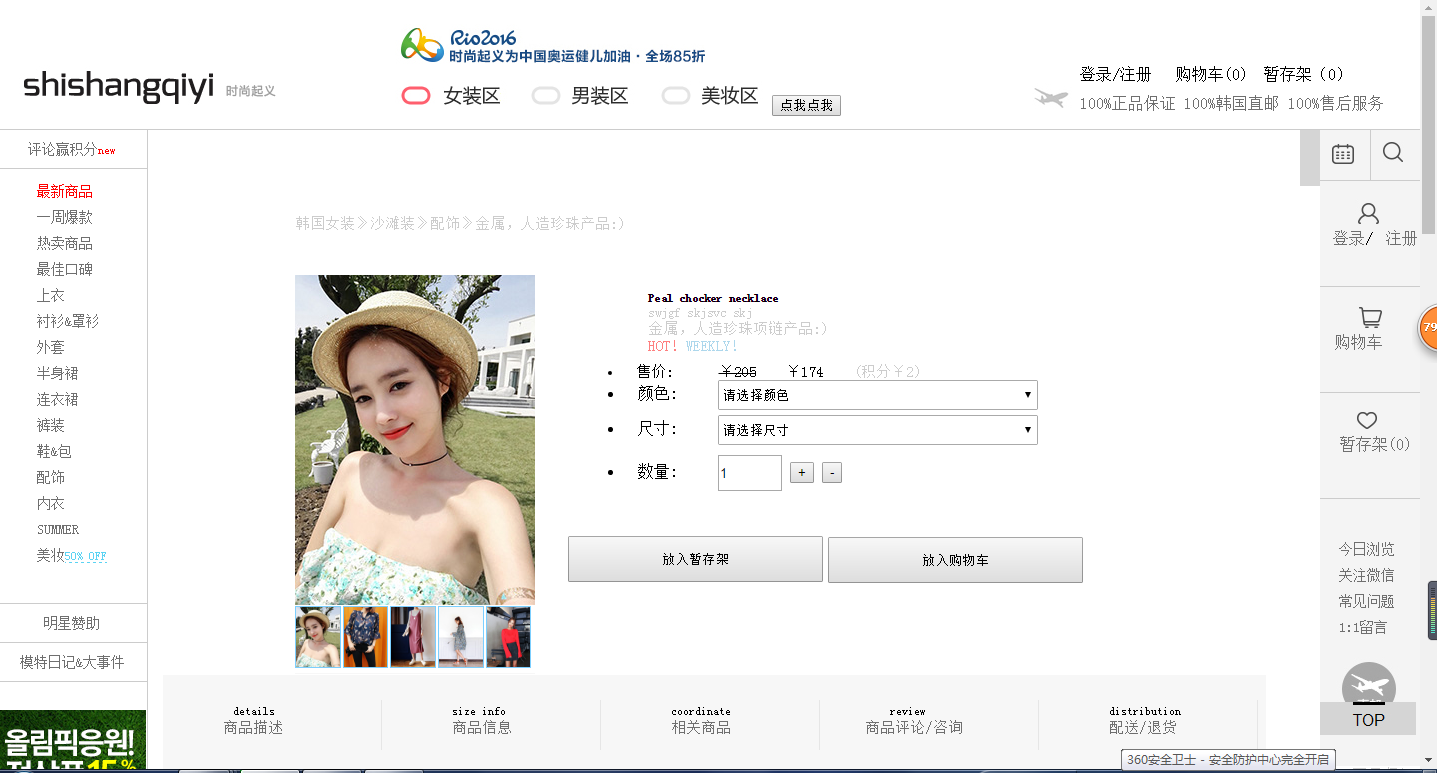 Rio2016
时尚起义为中国奥运健儿加油·全场85折
shishangqiyi 时尚起义
女装区 男装区 美妆区 点我点我
登录/注册 购物车(0) 暂存架（0）
100%正品保证 100%韩国直邮 100%售后服务
评论赢积分new
最新商品
一周爆款
热卖商品
最佳口碑
上衣
衬衫&罩衫
外套
半身裙
连衣裙
裤装
鞋&包
配饰
内衣
SUMMER
美妆50% OFF
明星赞助
模特日记&大事件
올림픽응원!
전상품15%
韩国女装》沙滩装》配饰》金属，人造珍珠产品:)
Peal chocker necklace
swjgf skjsvc skj
金属，人造珍珠项链产品:)
HOT! WEEKLY!
售价: ￥205 ￥174 (积分￥2)
颜色: 请选择颜色
尺寸: 请选择尺寸
数量: 1 + -
放入暂存架 放入购物车
details
商品描述
size info
商品信息
coordinate
相关商品
review
商品评论/咨询
distribution
配送/退货
登录/ 注册
购物车
79
暂存架(0)
今日浏览
关注微信
常见问题
1:1留言
TOP
360安全卫士 - 安全防护中心完全开启